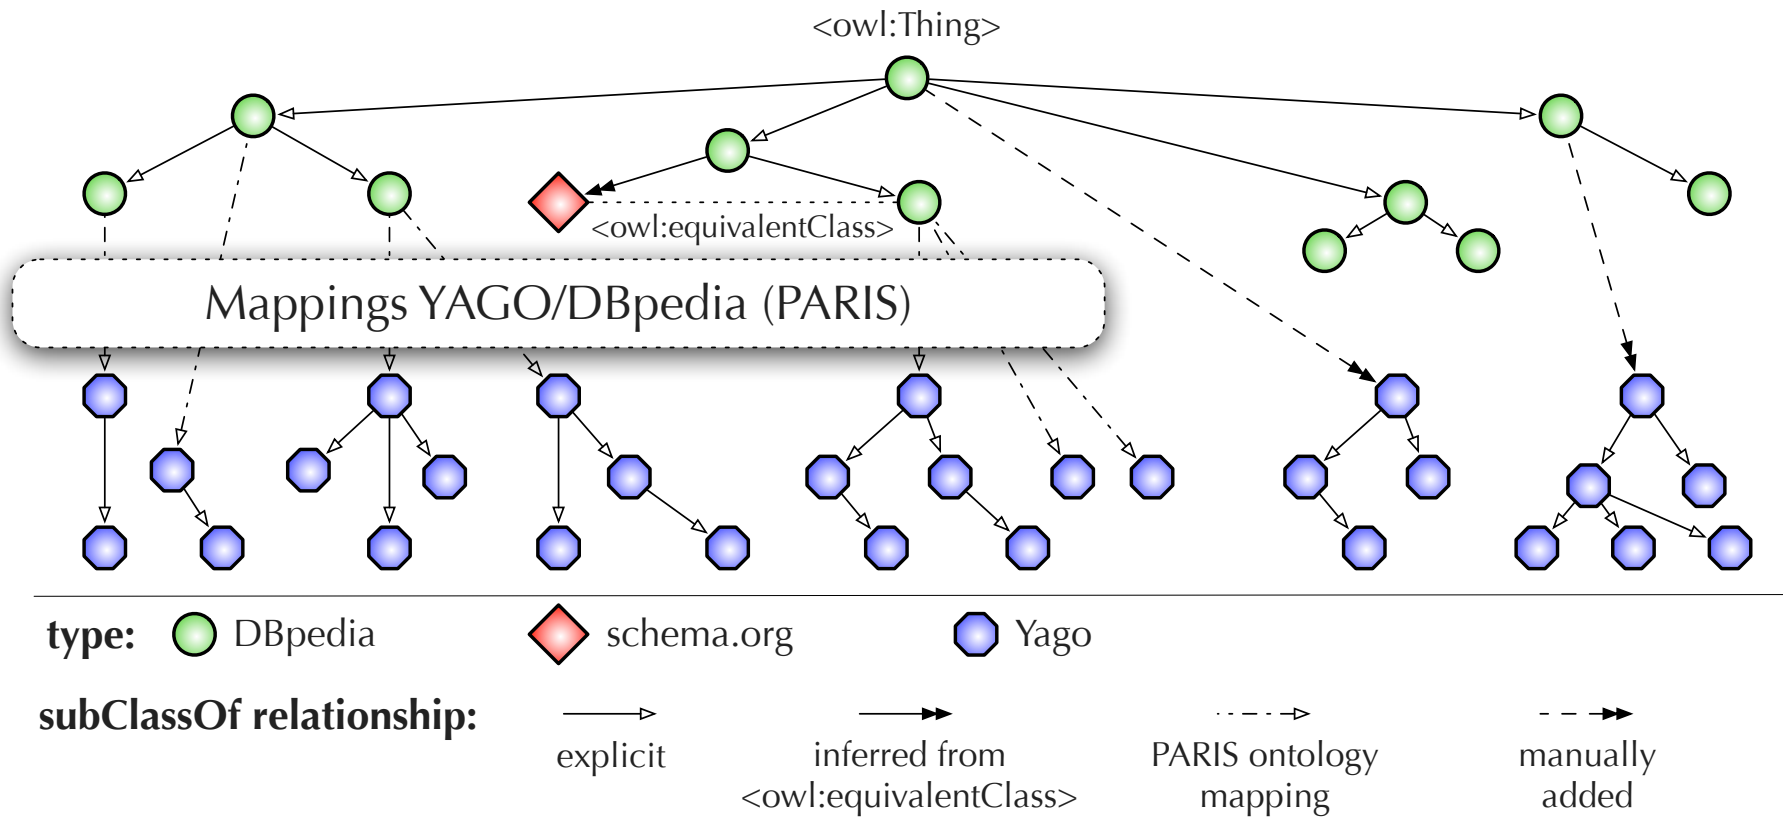 <owl:Thing>
<owl:equivalentClass>
Mappings YAGO/DBpedia (PARIS)
type: DBpedia schema.org Yago
subClassOf relationship:
explicit
inferred from
<owl:equivalentClass>
PARIS ontology
mapping
manually
added